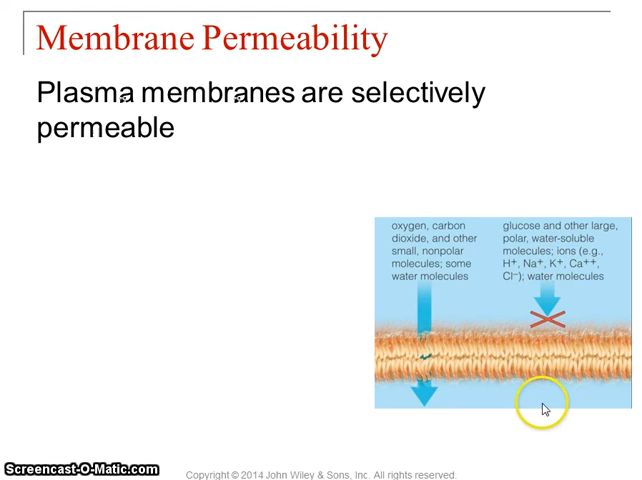 Membrane Permeability
Plasma membranes are selectively
permeable
oxygen, carbon
dioxide, and other
small, nonpolar
molecules; some
water molecules
glucose and other large,
polar, water-soluble
molecules; ions (e.g.,
H⁺, Na⁺, K⁺, Ca⁺⁺,
Cl⁻); water molecules
Screencast-O-Matic.com
Copyright © 2014 John Wiley & Sons, Inc. All rights reserved.